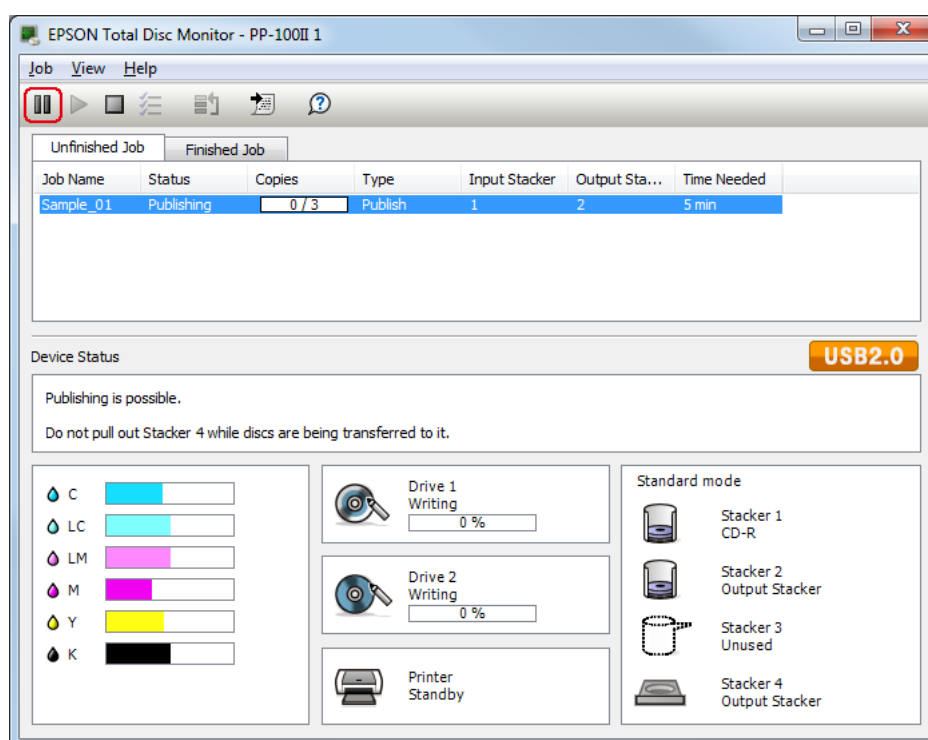 EPSON Total Disc Monitor - PP-100II 1
Job View Help
Unfinished Job Finished Job
Job Name Status Copies Type Input Stacker Output Sta... Time Needed
Sample_01 Publishing 0 / 3 Publish 1 2 5 min
Device Status
USB2.0
Publishing is possible.
Do not pull out Stacker 4 while discs are being transferred to it.
C
LC
LM
M
Y
K
Drive 1
Writing
0 %
Drive 2
Writing
0 %
Printer
Standby
Standard mode
Stacker 1
CD-R
Stacker 2
Output Stacker
Stacker 3
Unused
Stacker 4
Output Stacker